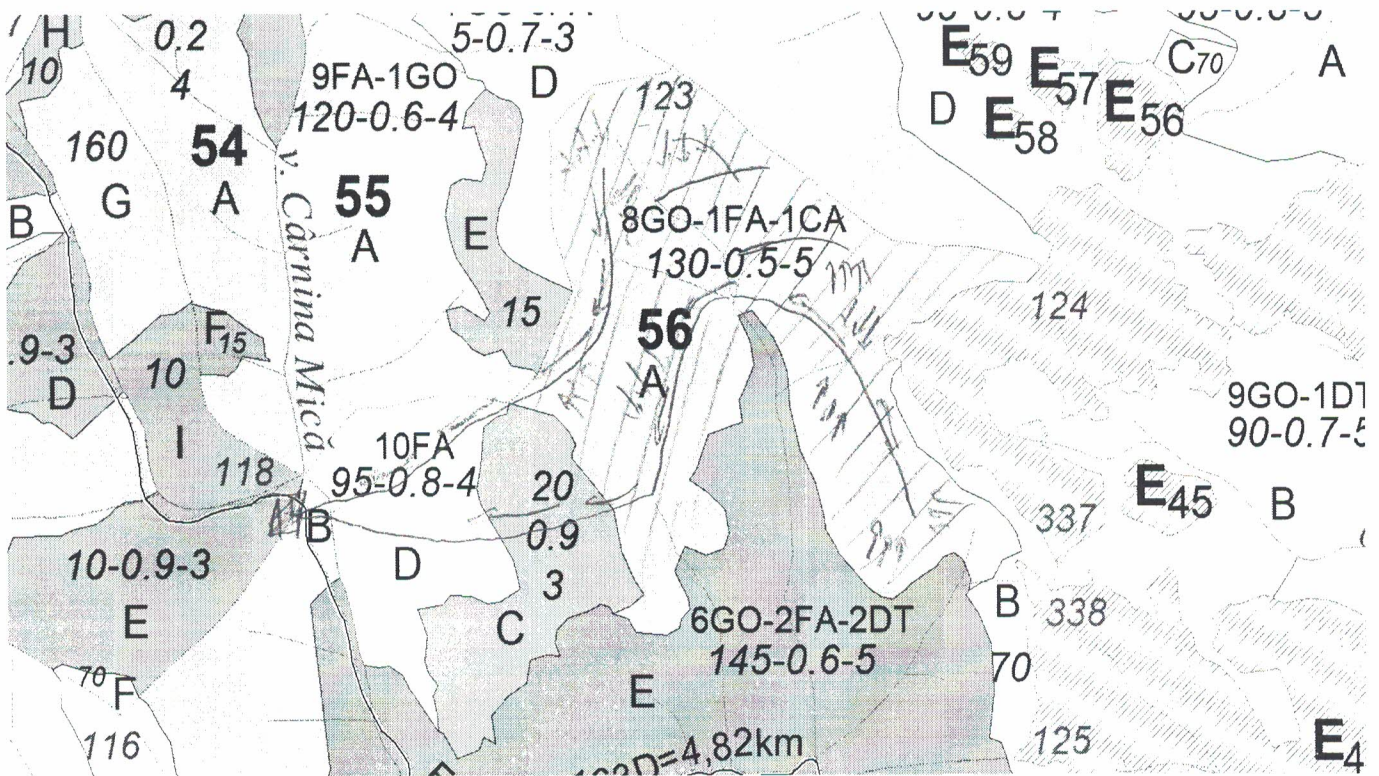 H
10
0.2
4
5-0.7-3
D
9FA-1GO
120-0.6-4
123
E59
E57
E58
E56
C70
A
D
160
G
54
A
v. Cârnina Mică
55
A
E
15
8GO-1FA-1CA
130-0.5-5
56
A
124
B
.9-3
D
F15
10
I
118
10FA
95-0.8-4
20
0.9
3
C
B
D
9GO-1DT
90-0.7-5
E45
B
337
10-0.9-3
E
70
F
116
6GO-2FA-2DT
145-0.6-5
E
B
338
70
125
E4
D=4,82km